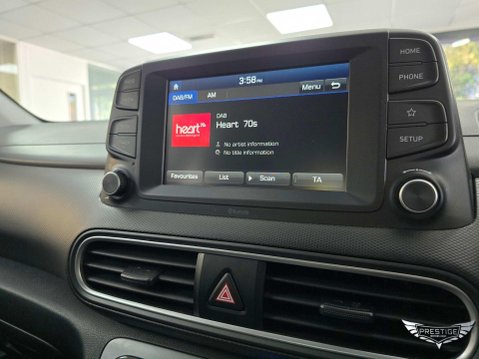 3:58 PM
DAB/FM AM Menu
heart 70s
DAB
Heart 70s
No artist information
No title information
Favourites List Scan TA
HOME
PHONE
SETUP
PRESTIGE